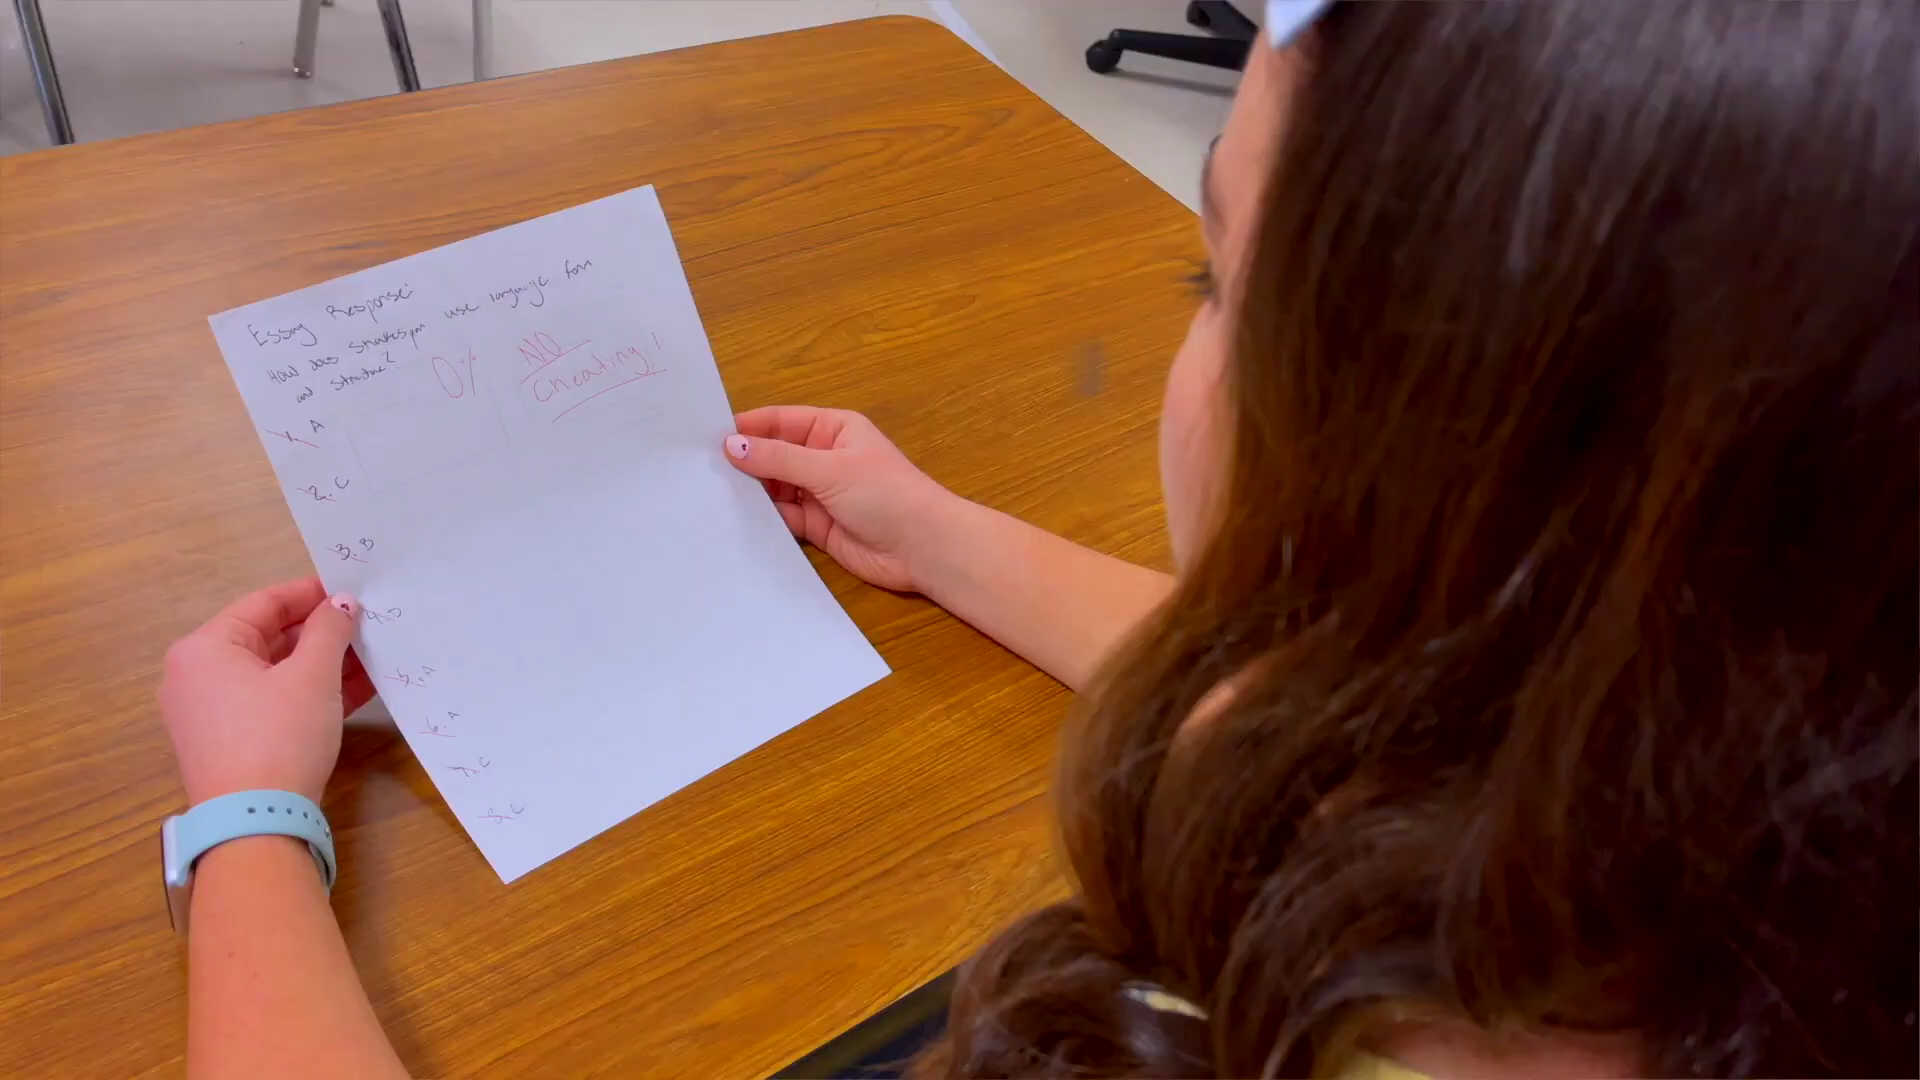 Essay Response:
How does Shakespear use language form
and structure?
0%
NO
Cheating!
1. A
2. C
3. B
4. D
5. A
6. A
7. C
8. C